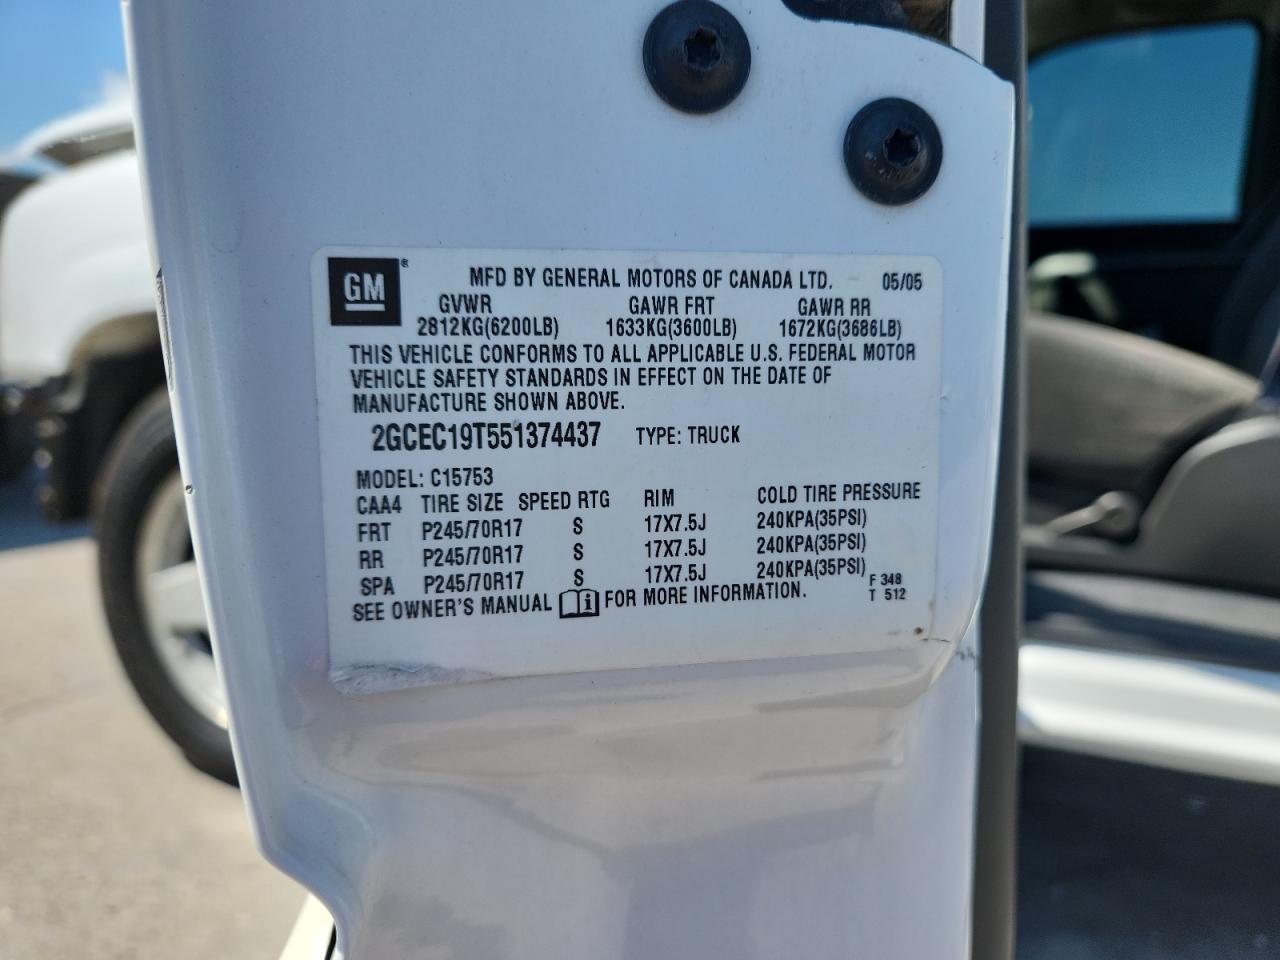 GM ®
MFD BY GENERAL MOTORS OF CANADA LTD. 05/05
GVWR GAWR FRT GAWR RR
2812KG(6200LB) 1633KG(3600LB) 1672KG(3686LB)
THIS VEHICLE CONFORMS TO ALL APPLICABLE U.S. FEDERAL MOTOR
VEHICLE SAFETY STANDARDS IN EFFECT ON THE DATE OF
MANUFACTURE SHOWN ABOVE.
2GCEC19T551374437 TYPE: TRUCK
MODEL: C15753
CAA4 TIRE SIZE SPEED RTG RIM COLD TIRE PRESSURE
FRT P245/70R17 S 17X7.5J 240KPA(35PSI)
RR P245/70R17 S 17X7.5J 240KPA(35PSI)
SPA P245/70R17 S 17X7.5J 240KPA(35PSI)
SEE OWNER'S MANUAL i FOR MORE INFORMATION.
F 348
T 512